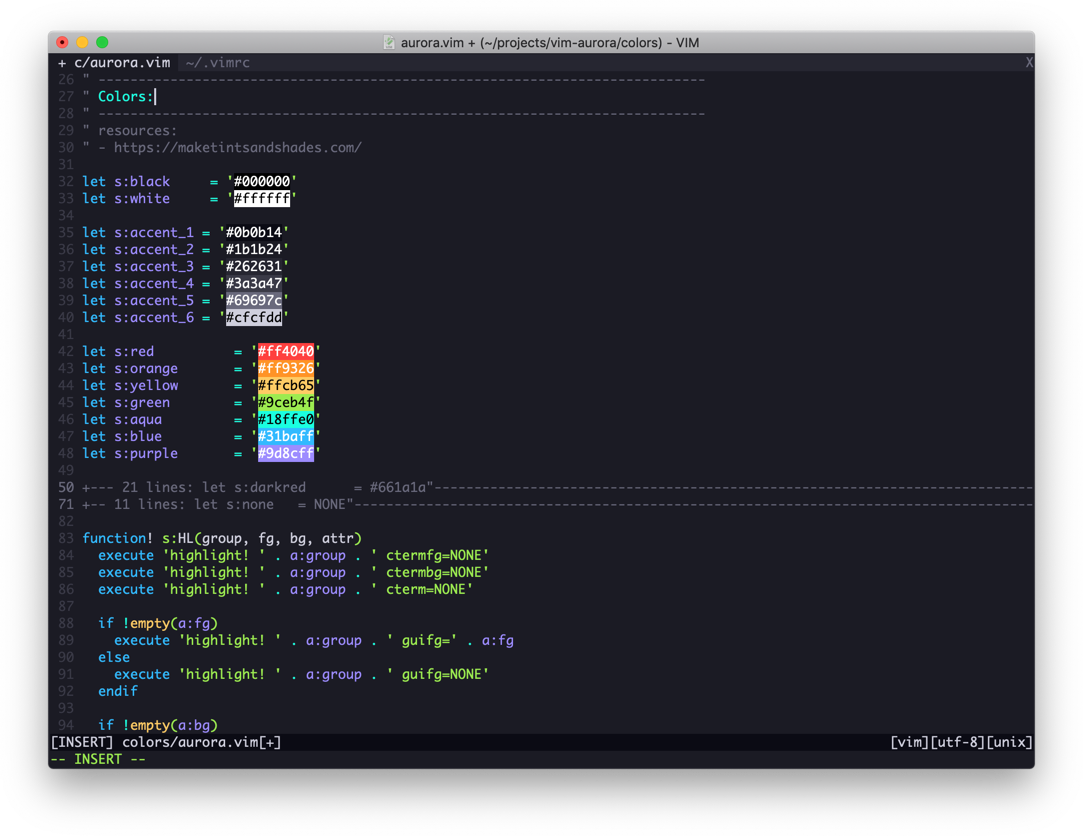 aurora.vim + (~/projects/vim-aurora/colors) - VIM
+ c/aurora.vim ~/.vimrc X
26 " ----------------------------------------------------------------------------
27 " Colors:
28 " ----------------------------------------------------------------------------
29 " resources:
30 " - https://maketintsandshades.com/
31
32 let s:black     = '#000000'
33 let s:white     = '#ffffff'
34
35 let s:accent_1 = '#0b0b14'
36 let s:accent_2 = '#1b1b24'
37 let s:accent_3 = '#262631'
38 let s:accent_4 = '#3a3a47'
39 let s:accent_5 = '#69697c'
40 let s:accent_6 = '#cfcfdd'
41
42 let s:red          = '#ff4040'
43 let s:orange       = '#ff9326'
44 let s:yellow       = '#ffcb65'
45 let s:green        = '#9ceb4f'
46 let s:aqua         = '#18ffe0'
47 let s:blue         = '#31baff'
48 let s:purple       = '#9d8cff'
49
50 +--- 21 lines: let s:darkred      = #661a1a"---------------------------------------------------------------------------
71 +-- 11 lines: let s:none   = NONE"-------------------------------------------------------------------------------------
82
83 function! s:HL(group, fg, bg, attr)
84   execute 'highlight! ' . a:group . ' ctermfg=NONE'
85   execute 'highlight! ' . a:group . ' ctermbg=NONE'
86   execute 'highlight! ' . a:group . ' cterm=NONE'
87
88   if !empty(a:fg)
89     execute 'highlight! ' . a:group . ' guifg=' . a:fg
90   else
91     execute 'highlight! ' . a:group . ' guifg=NONE'
92   endif
93
94   if !empty(a:bg)
[INSERT] colors/aurora.vim[+] [vim][utf-8][unix]
-- INSERT --